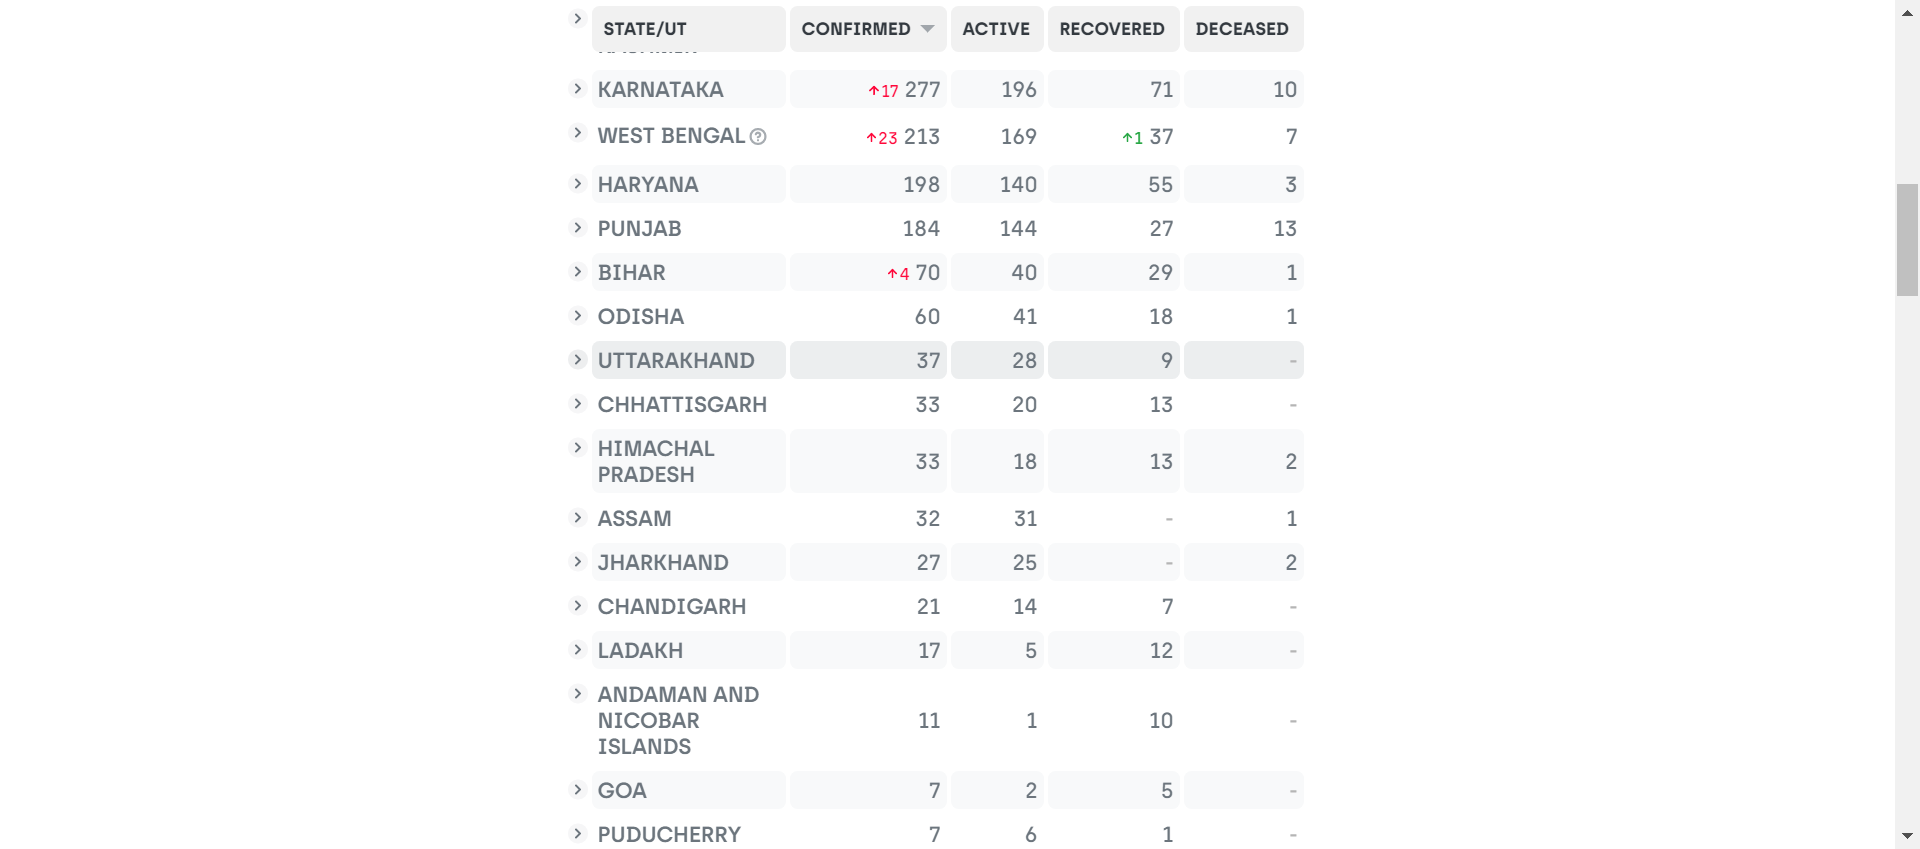 STATE/UT CONFIRMED ACTIVE RECOVERED DECEASED
KARNATAKA ↑17 277 196 71 10
WEST BENGAL ? ↑23 213 169 ↑1 37 7
HARYANA 198 140 55 3
PUNJAB 184 144 27 13
BIHAR ↑4 70 40 29 1
ODISHA 60 41 18 1
UTTARAKHAND 37 28 9 -
CHHATTISGARH 33 20 13 -
HIMACHAL
PRADESH 33 18 13 2
ASSAM 32 31 - 1
JHARKHAND 27 25 - 2
CHANDIGARH 21 14 7 -
LADAKH 17 5 12 -
ANDAMAN AND
NICOBAR 11 1 10 -
ISLANDS
GOA 7 2 5 -
PUDUCHERRY 7 6 1 -